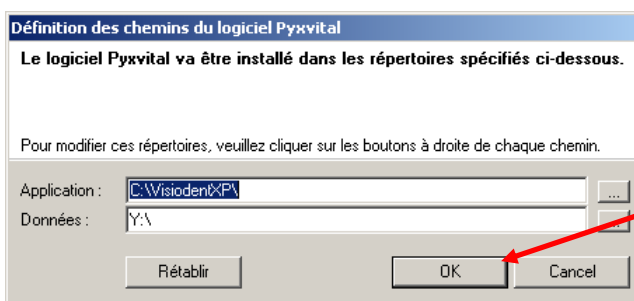 Définition des chemins du logiciel Pyxvital
Le logiciel Pyxvital va être installé dans les répertoires spécifiés ci-dessous.
Pour modifier ces répertoires, veuillez cliquer sur les boutons à droite de chaque chemin.
Application : C:\VisiodentXP\ ...
Données : Y:\ ...
Rétablir OK Cancel